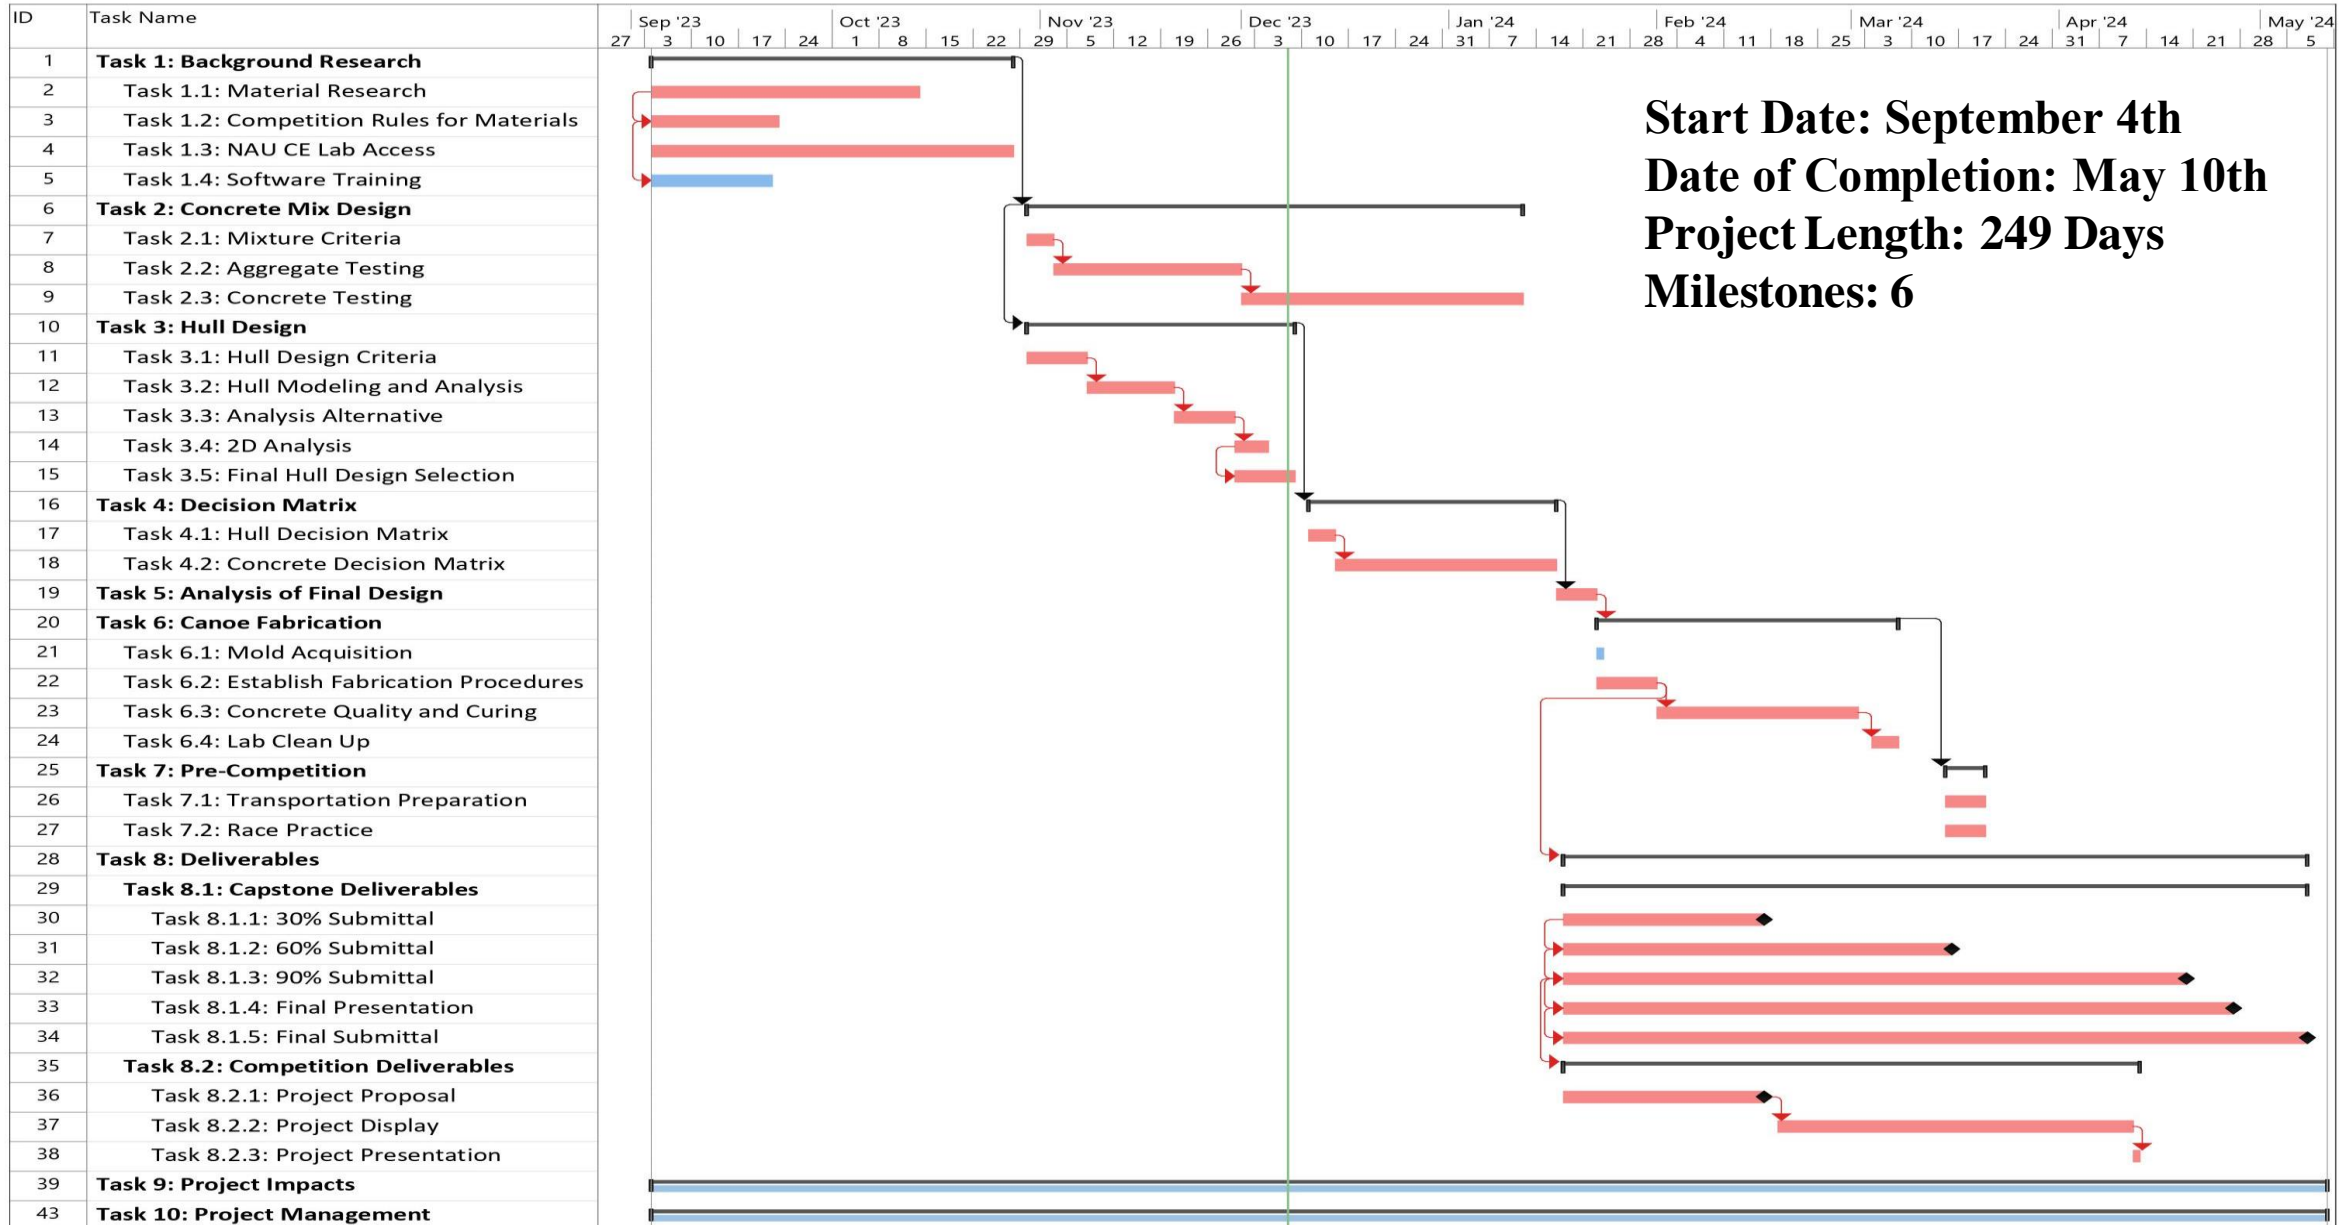 ID Task Name Sep '23 Oct '23 Nov '23 Dec '23 Jan '24 Feb '24 Mar '24 Apr '24 May '24
27 3 10 17 24 1 8 15 22 29 5 12 19 26 3 10 17 24 31 7 14 21 28 4 11 18 25 3 10 17 24 31 7 14 21 28 5
1 Task 1: Background Research
2 Task 1.1: Material Research
3 Task 1.2: Competition Rules for Materials
4 Task 1.3: NAU CE Lab Access
5 Task 1.4: Software Training
6 Task 2: Concrete Mix Design
7 Task 2.1: Mixture Criteria
8 Task 2.2: Aggregate Testing
9 Task 2.3: Concrete Testing
10 Task 3: Hull Design
11 Task 3.1: Hull Design Criteria
12 Task 3.2: Hull Modeling and Analysis
13 Task 3.3: Analysis Alternative
14 Task 3.4: 2D Analysis
15 Task 3.5: Final Hull Design Selection
16 Task 4: Decision Matrix
17 Task 4.1: Hull Decision Matrix
18 Task 4.2: Concrete Decision Matrix
19 Task 5: Analysis of Final Design
20 Task 6: Canoe Fabrication
21 Task 6.1: Mold Acquisition
22 Task 6.2: Establish Fabrication Procedures
23 Task 6.3: Concrete Quality and Curing
24 Task 6.4: Lab Clean Up
25 Task 7: Pre-Competition
26 Task 7.1: Transportation Preparation
27 Task 7.2: Race Practice
28 Task 8: Deliverables
29 Task 8.1: Capstone Deliverables
30 Task 8.1.1: 30% Submittal
31 Task 8.1.2: 60% Submittal
32 Task 8.1.3: 90% Submittal
33 Task 8.1.4: Final Presentation
34 Task 8.1.5: Final Submittal
35 Task 8.2: Competition Deliverables
36 Task 8.2.1: Project Proposal
37 Task 8.2.2: Project Display
38 Task 8.2.3: Project Presentation
39 Task 9: Project Impacts
43 Task 10: Project Management
Start Date: September 4th
Date of Completion: May 10th
Project Length: 249 Days
Milestones: 6